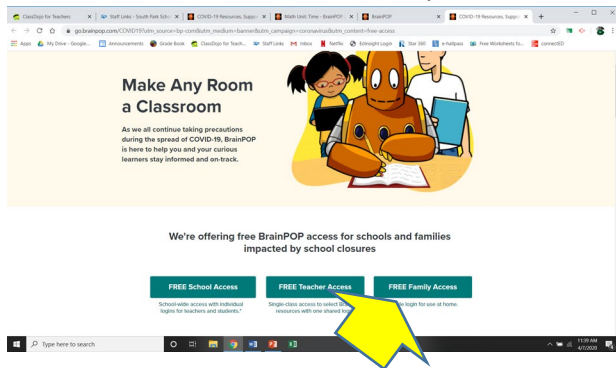 ClassDojo for Teachers
Staff Links - South Park Scho
COVID-19 Resources, Suppo
Math Unit: Time - BrainPOP
BrainPOP
COVID-19 Resources, Suppo
go.brainpop.com/COVID19?utm_source=bp-com&utm_medium=banner&utm_campaign=coronavirus&utm_content=free-access
Apps My Drive - Google... Announcements Grade Book ClassDojo for Teach... Staff Links Inbox Netflix Schnaight Login Star 360 e-hallpass Free Worksheets fo... connectED
Make Any Room
a Classroom
As we all continue taking precautions
during the spread of COVID-19, BrainPOP
is here to help you and your curious
learners stay informed and on-track.
We're offering free BrainPOP access for schools and families
impacted by school closures
FREE School Access FREE Teacher Access FREE Family Access
School-wide access with individual
logins for teachers and students.*
Single-class access to select
resources with one shared
login for use at home.
Type here to search
11:39 AM
4/7/2020